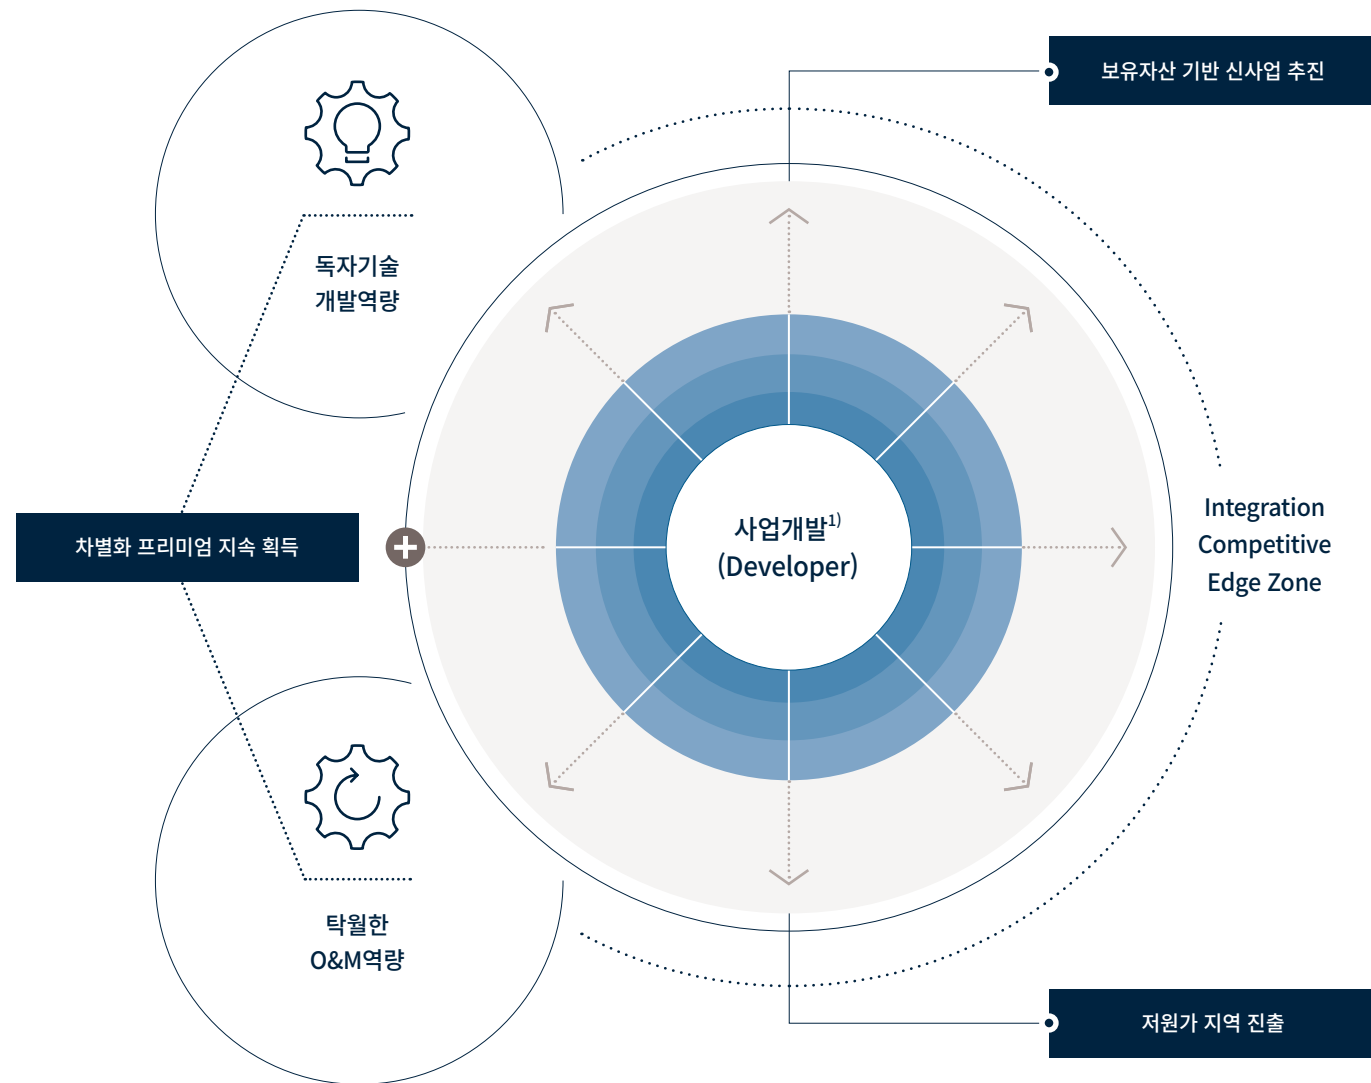 보유자산 기반 신사업 추진
독자기술
개발역량
차별화 프리미엄 지속 획득
사업개발1)
(Developer)
Integration
Competitive
Edge Zone
탁월한
O&M역량
저원가 지역 진출